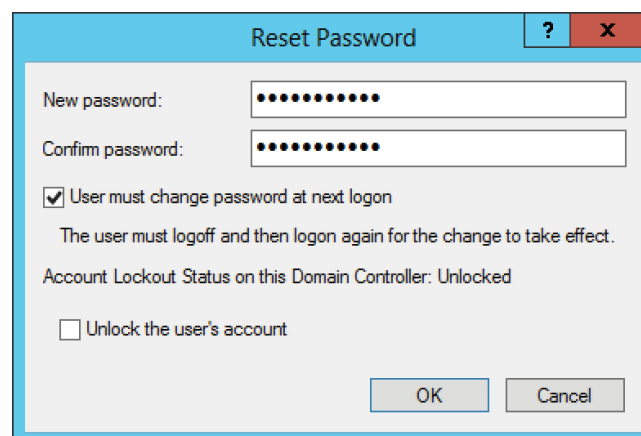 Reset Password
?
x
New password:
•••••••••••
Confirm password:
•••••••••••
User must change password at next logon
The user must logoff and then logon again for the change to take effect.
Account Lockout Status on this Domain Controller: Unlocked
Unlock the user's account
OK
Cancel